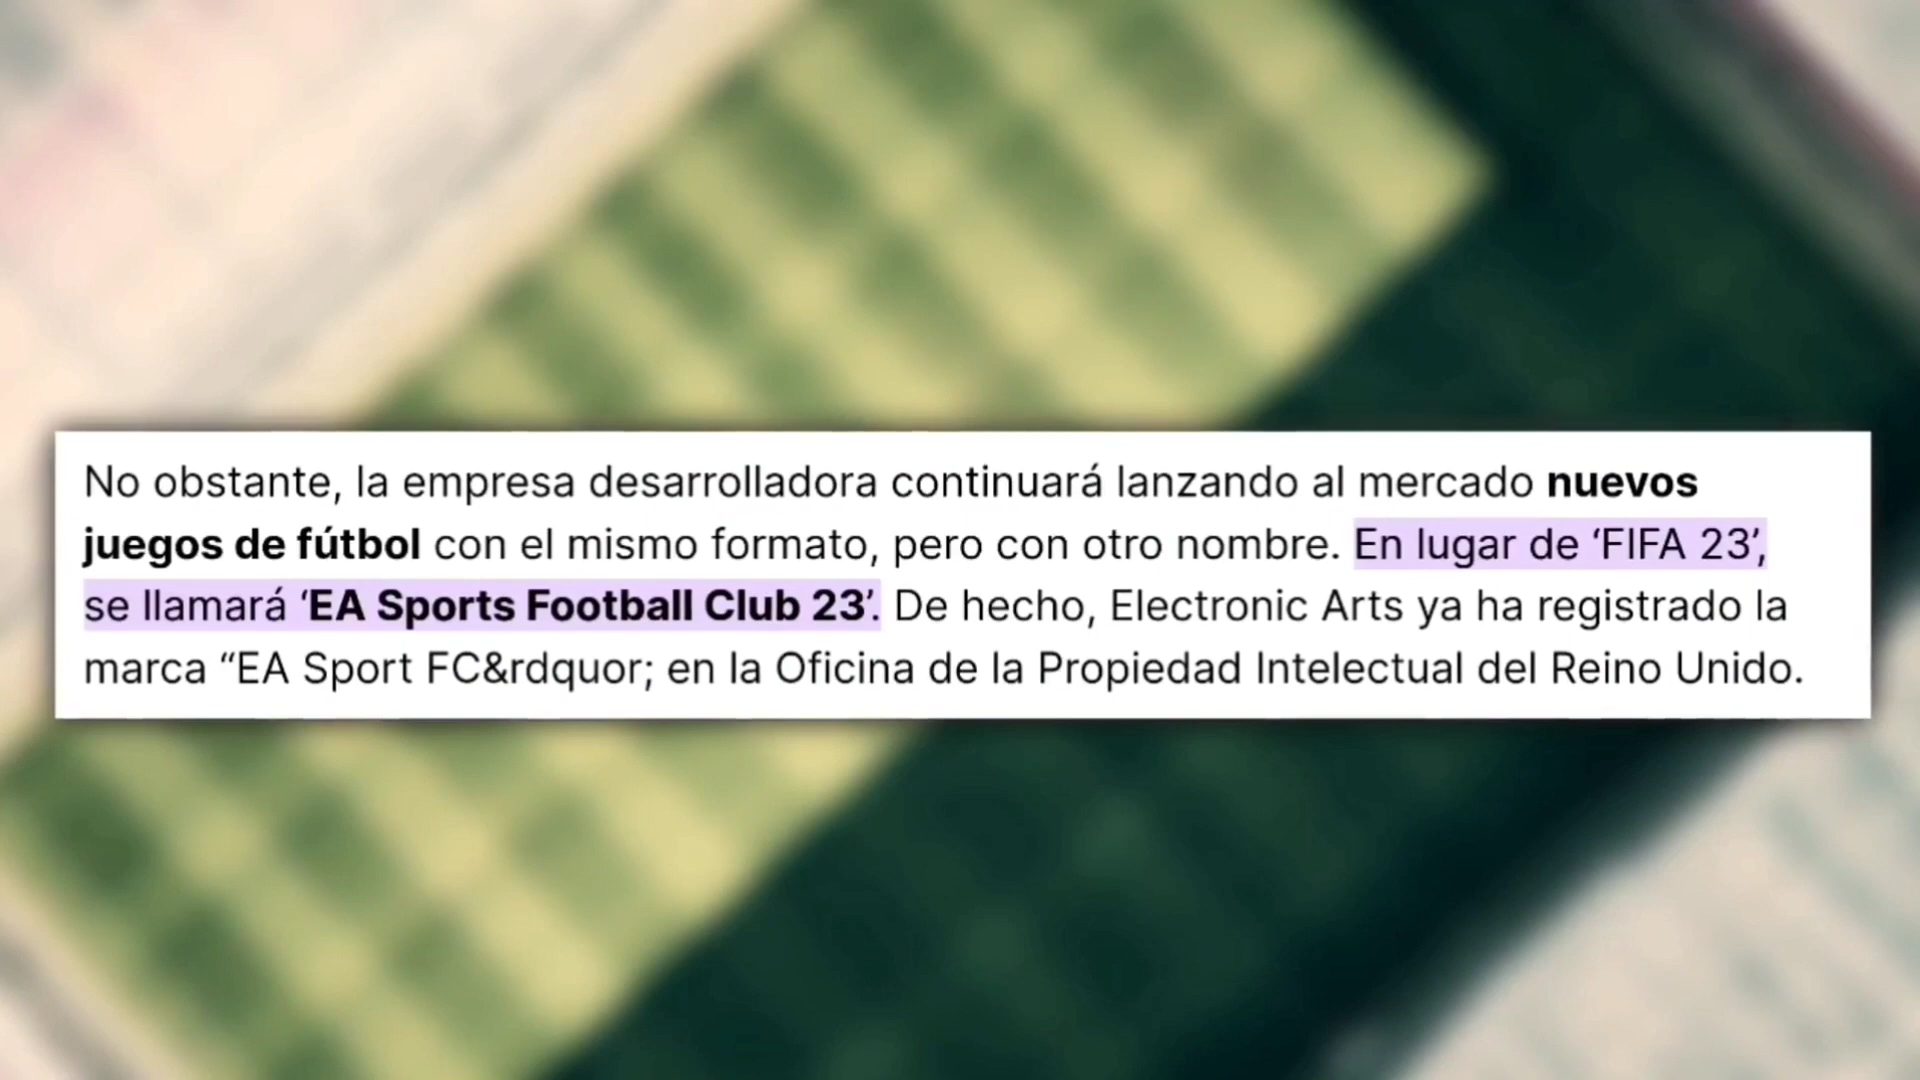 No obstante, la empresa desarrolladora continuará lanzando al mercado nuevos
juegos de fútbol con el mismo formato, pero con otro nombre. En lugar de ‘FIFA 23’,
se llamará ‘EA Sports Football Club 23’. De hecho, Electronic Arts ya ha registrado la
marca “EA Sport FC&rdquor; en la Oficina de la Propiedad Intelectual del Reino Unido.